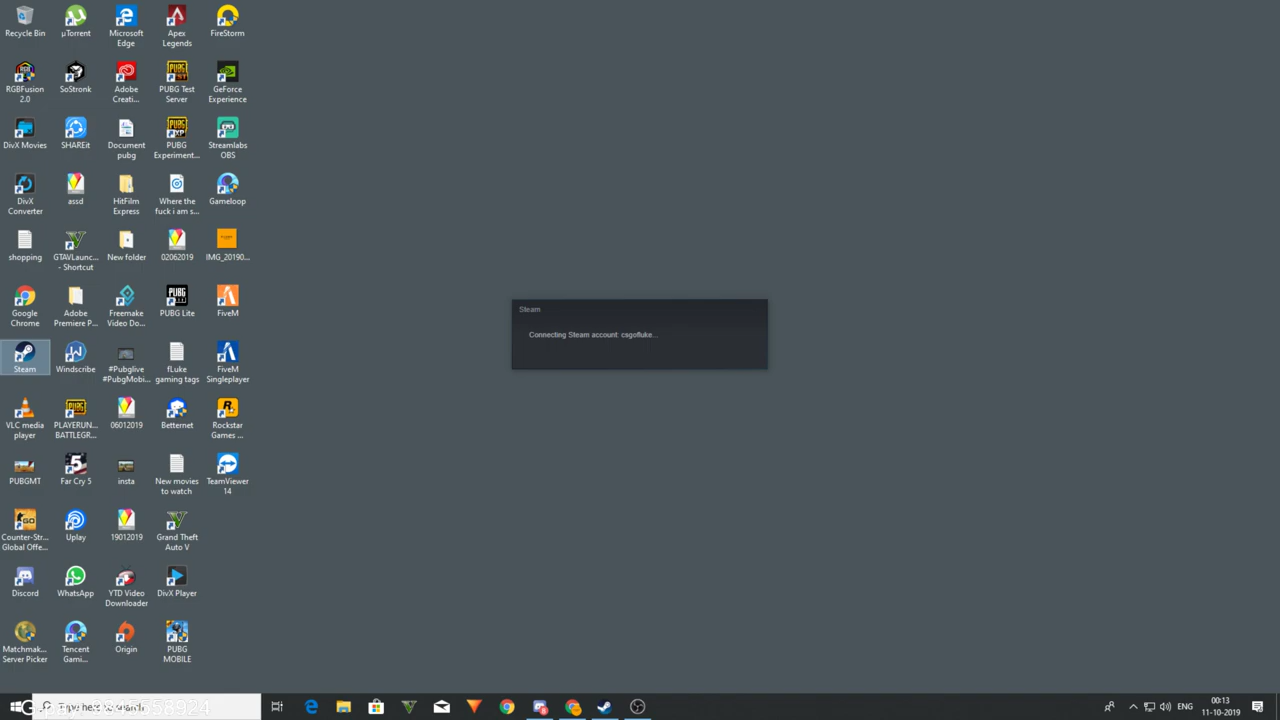 Recycle Bin
µTorrent
Microsoft
Edge
Apex
Legends
FireStorm
RGBFusion
2.0
SoStronk
Adobe
Creati...
PUBG Test
Server
GeForce
Experience
DivX Movies
SHAREit
Document
pubg
PUBG
Experiment...
Streamlabs
OBS
DivX
Converter
assd
HitFilm
Express
Where the
fuck i am s...
Gameloop
shopping
GTAVLaunc...
- Shortcut
New folder
02062019
IMG_20190...
Google
Chrome
Adobe
Premiere P...
Freemake
Video Do...
PUBG Lite
FiveM
Steam
Windscribe
#Pubglive
#PubgMobi...
fLuke
gaming tags
FiveM
Singleplayer
VLC media
player
PLAYERUN...
BATTLEGR...
06012019
Betternet
Rockstar
Games ...
PUBGMT
Far Cry 5
insta
New movies
to watch
TeamViewer
14
Counter-Str...
Global Offe...
Uplay
19012019
Grand Theft
Auto V
Discord
WhatsApp
YTD Video
Downloader
DivX Player
Matchmak...
Server Picker
Tencent
Gami...
Origin
PUBG
MOBILE
Steam
Connecting Steam account: csgofluke...
Type here to search
ENG
00:13
11-10-2019